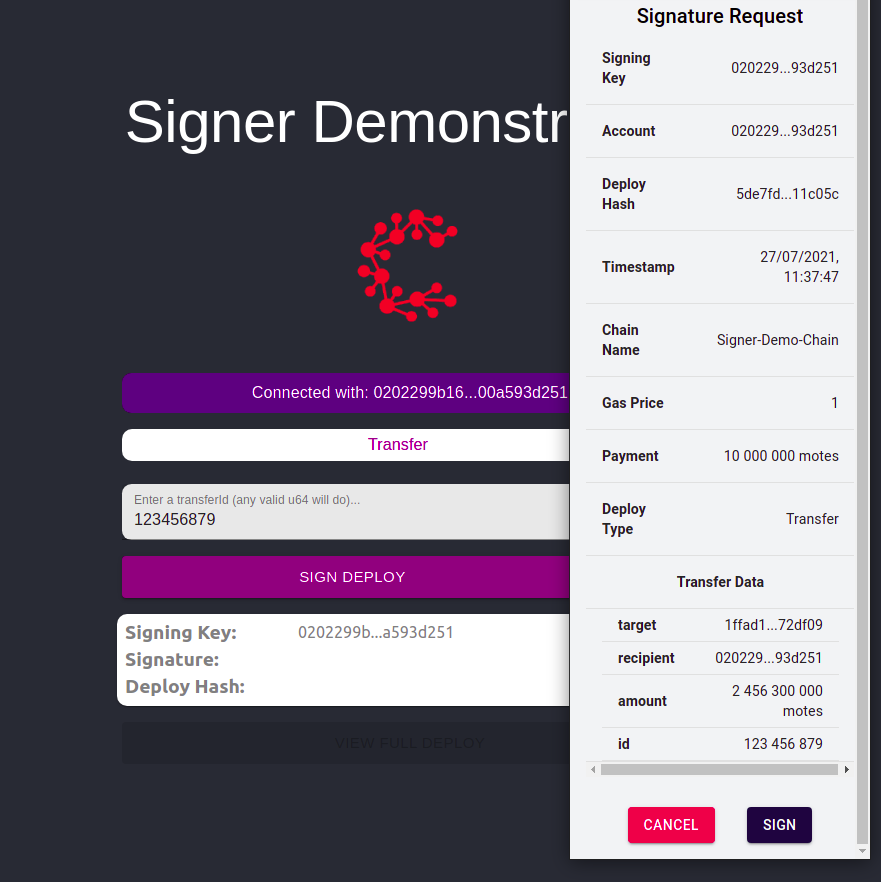 Signer Demonstr
Connected with: 0202299b16...00a593d251
Transfer
Enter a transferId (any valid u64 will do)...
123456879
SIGN DEPLOY
Signing Key: 0202299b...a593d251
Signature:
Deploy Hash:
VIEW FULL DEPLOY
Signature Request
Signing
Key
020229...93d251
Account 020229...93d251
Deploy
Hash
5de7fd...11c05c
Timestamp
27/07/2021,
11:37:47
Chain
Name
Signer-Demo-Chain
Gas Price 1
Payment 10 000 000 motes
Deploy
Type
Transfer
Transfer Data
target 1ffad1...72df09
recipient 020229...93d251
amount
2 456 300 000
motes
id 123 456 879
CANCEL SIGN